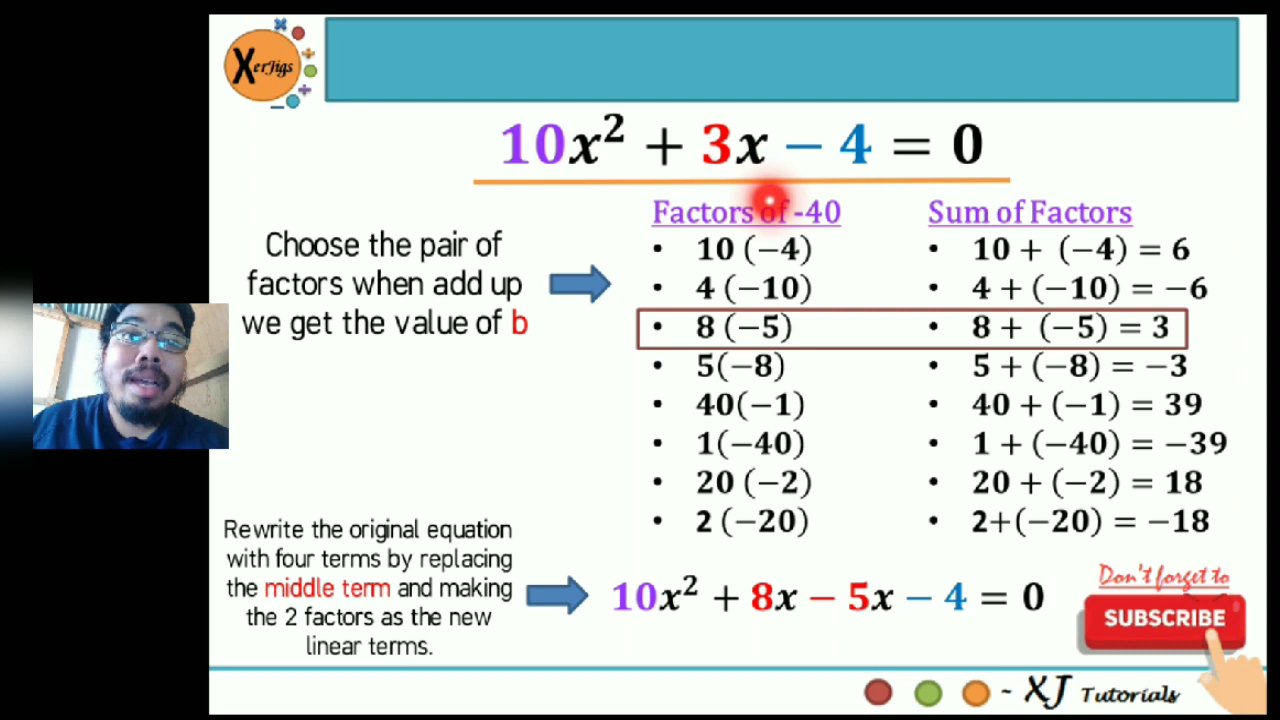 XerJigs
10x² + 3x − 4 = 0
Factors of -40
Sum of Factors
Choose the pair of
factors when add up
we get the value of b
• 10 (−4)
• 10 + (−4) = 6
• 4 (−10)
• 4 + (−10) = −6
• 8 (−5)
• 8 + (−5) = 3
• 5(−8)
• 5 + (−8) = −3
• 40(−1)
• 40 + (−1) = 39
• 1(−40)
• 1 + (−40) = −39
• 20 (−2)
• 20 + (−2) = 18
• 2 (−20)
• 2+(−20) = −18
Rewrite the original equation
with four terms by replacing
the middle term and making
the 2 factors as the new
linear terms.
10x² + 8x − 5x − 4 = 0
Don't forget to
SUBSCRIBE
~ XJ Tutorials